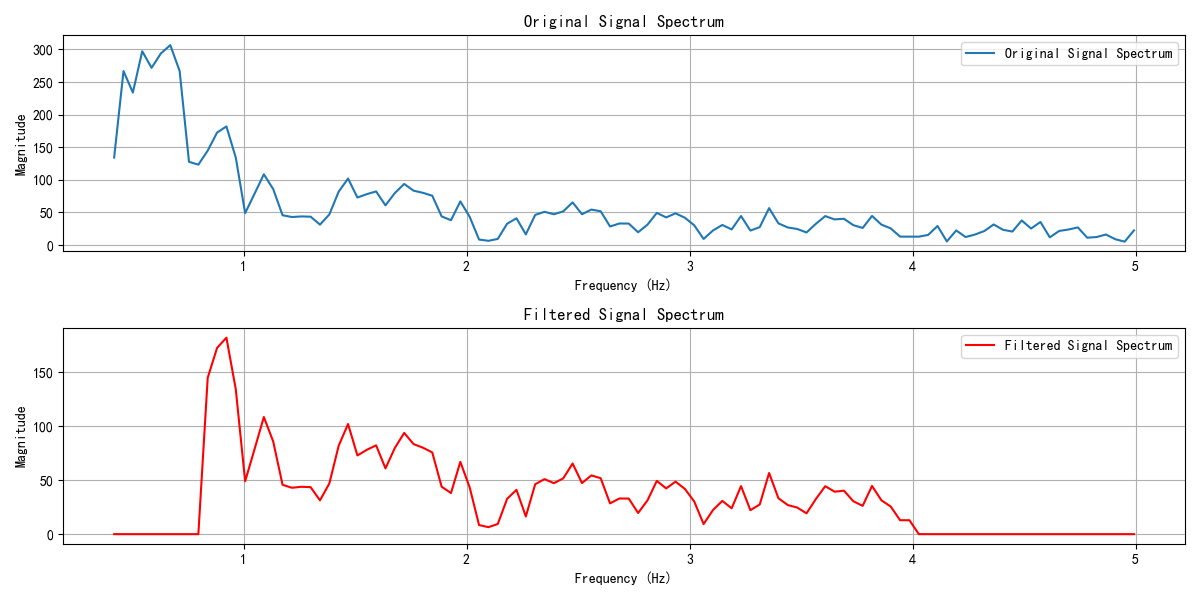 Original Signal Spectrum
Original Signal Spectrum
Magnitude
300
250
200
150
100
50
0
1
2
3
4
5
Frequency (Hz)
Filtered Signal Spectrum
Filtered Signal Spectrum
Magnitude
150
100
50
0
1
2
3
4
5
Frequency (Hz)